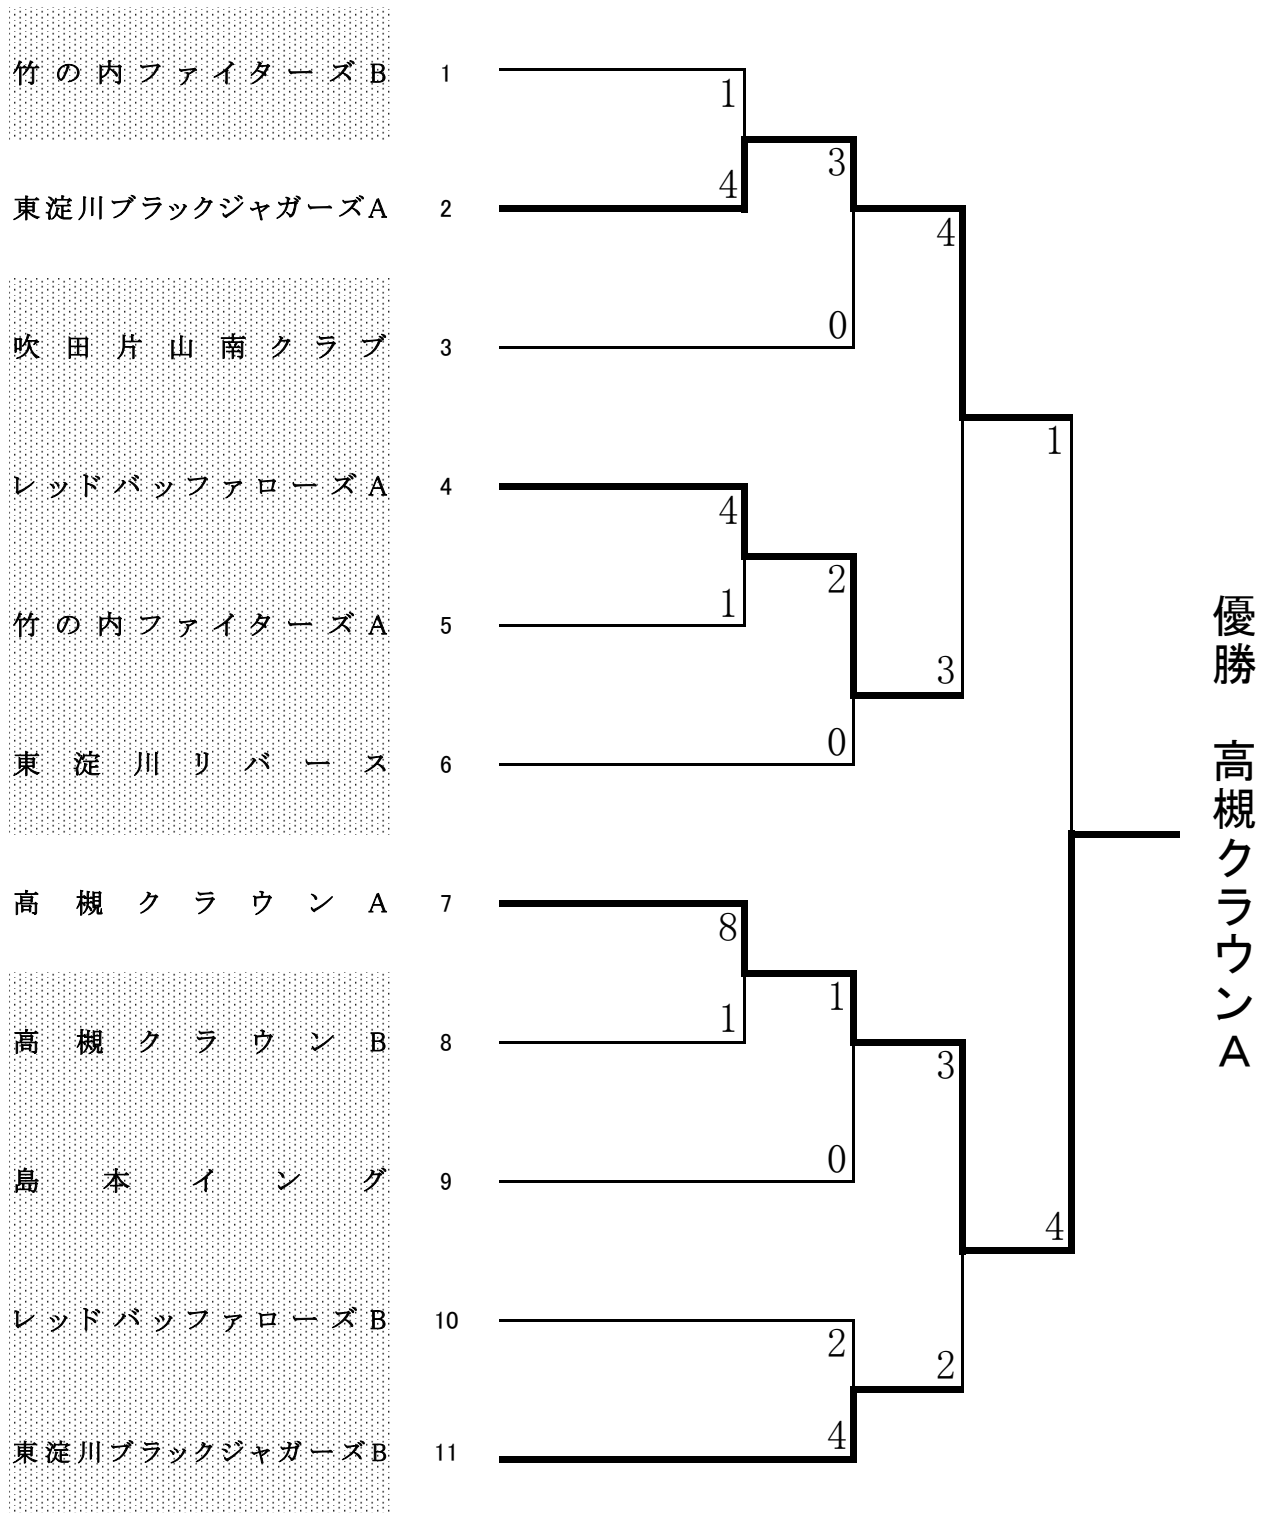 竹の内ファイターズB 1
1
3
4
東淀川ブラックジャガーズA 2
4
0
吹田片山南クラブ 3
1
レッドバッファローズA 4
4
2
1
竹の内ファイターズA 5
3
0
東淀川リバース 6
優勝 高槻クラウンA
高槻クラウンA 7
8
1
1
高槻クラウンB 8
3
0
島本イング 9
4
レッドバッファローズB 10
2
2
4
東淀川ブラックジャガーズB 11